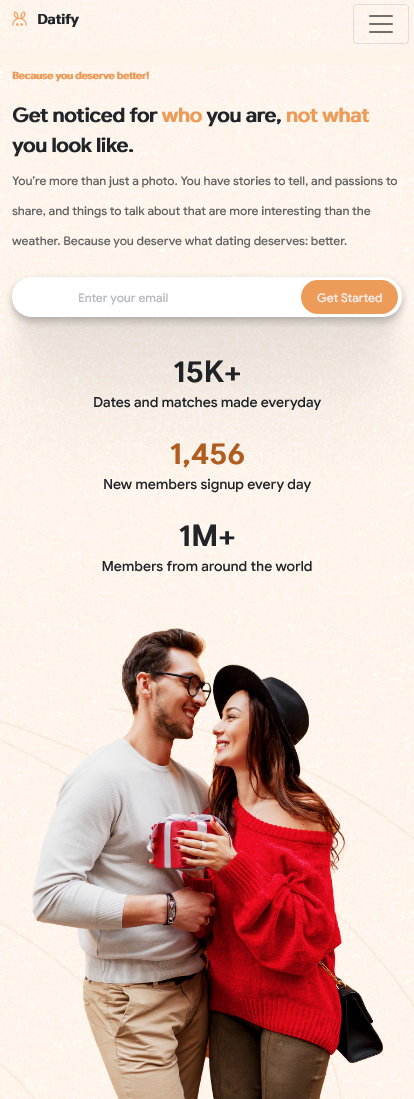 Datify
Because you deserve better!
Get noticed for who you are, not what
you look like.
You're more than just a photo. You have stories to tell, and passions to
share, and things to talk about that are more interesting than the
weather. Because you deserve what dating deserves: better.
Enter your email
Get Started
15K+
Dates and matches made everyday
1,456
New members signup every day
1M+
Members from around the world